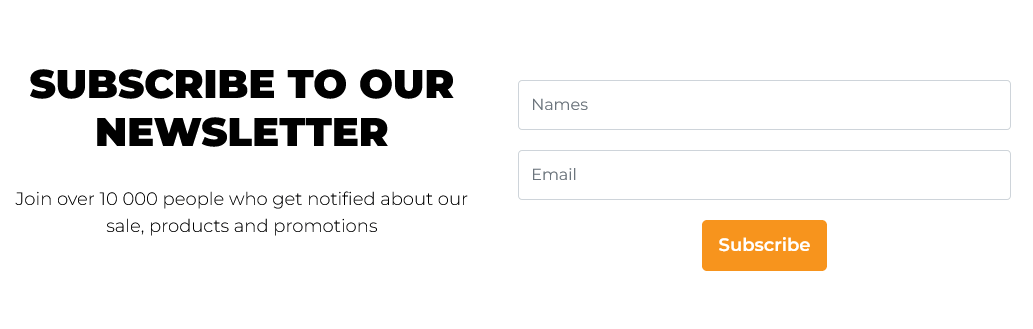 SUBSCRIBE TO OUR
NEWSLETTER
Join over 10 000 people who get notified about our
sale, products and promotions
Names
Email
Subscribe